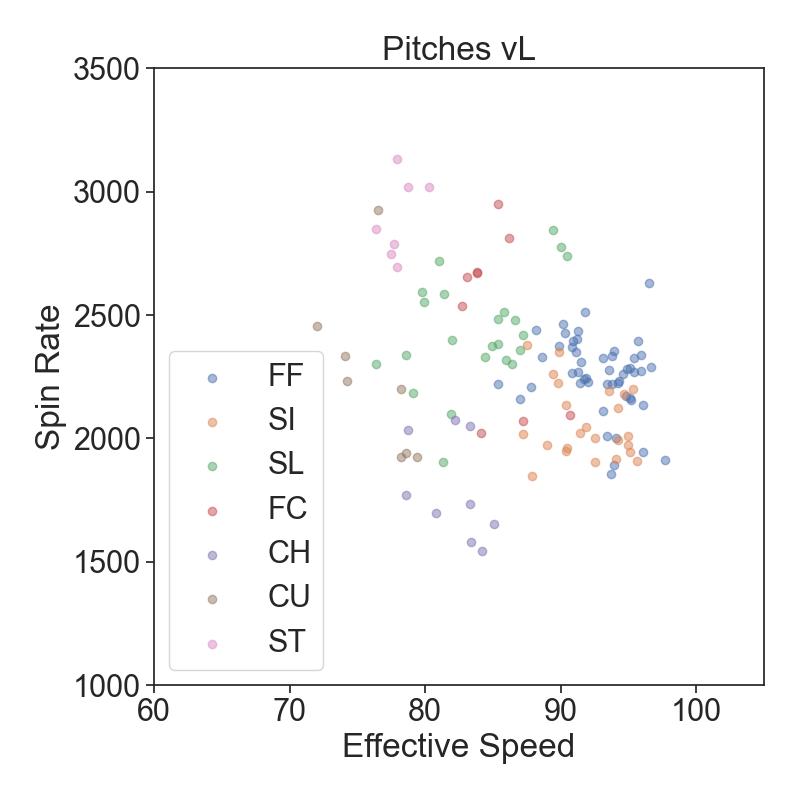 Pitches vL
3500
3000
2500
2000
1500
1000
Spin Rate
FF
SI
SL
FC
CH
CU
ST
60 70 80 90 100
Effective Speed